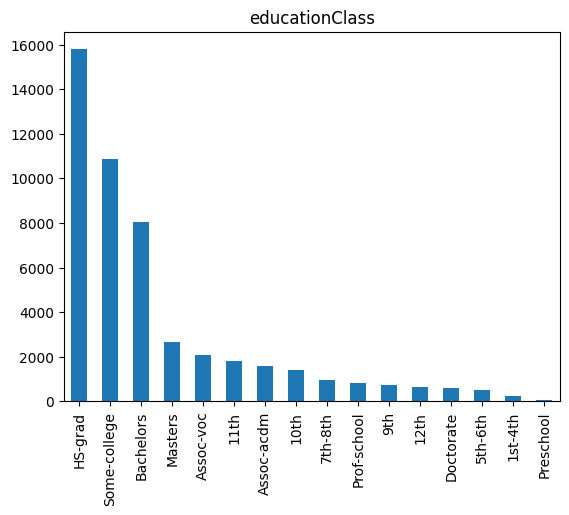 educationClass
16000
14000
12000
10000
8000
6000
4000
2000
0
HS-grad
Some-college
Bachelors
Masters
Assoc-voc
11th
Assoc-acdm
10th
7th-8th
Prof-school
9th
12th
Doctorate
5th-6th
1st-4th
Preschool